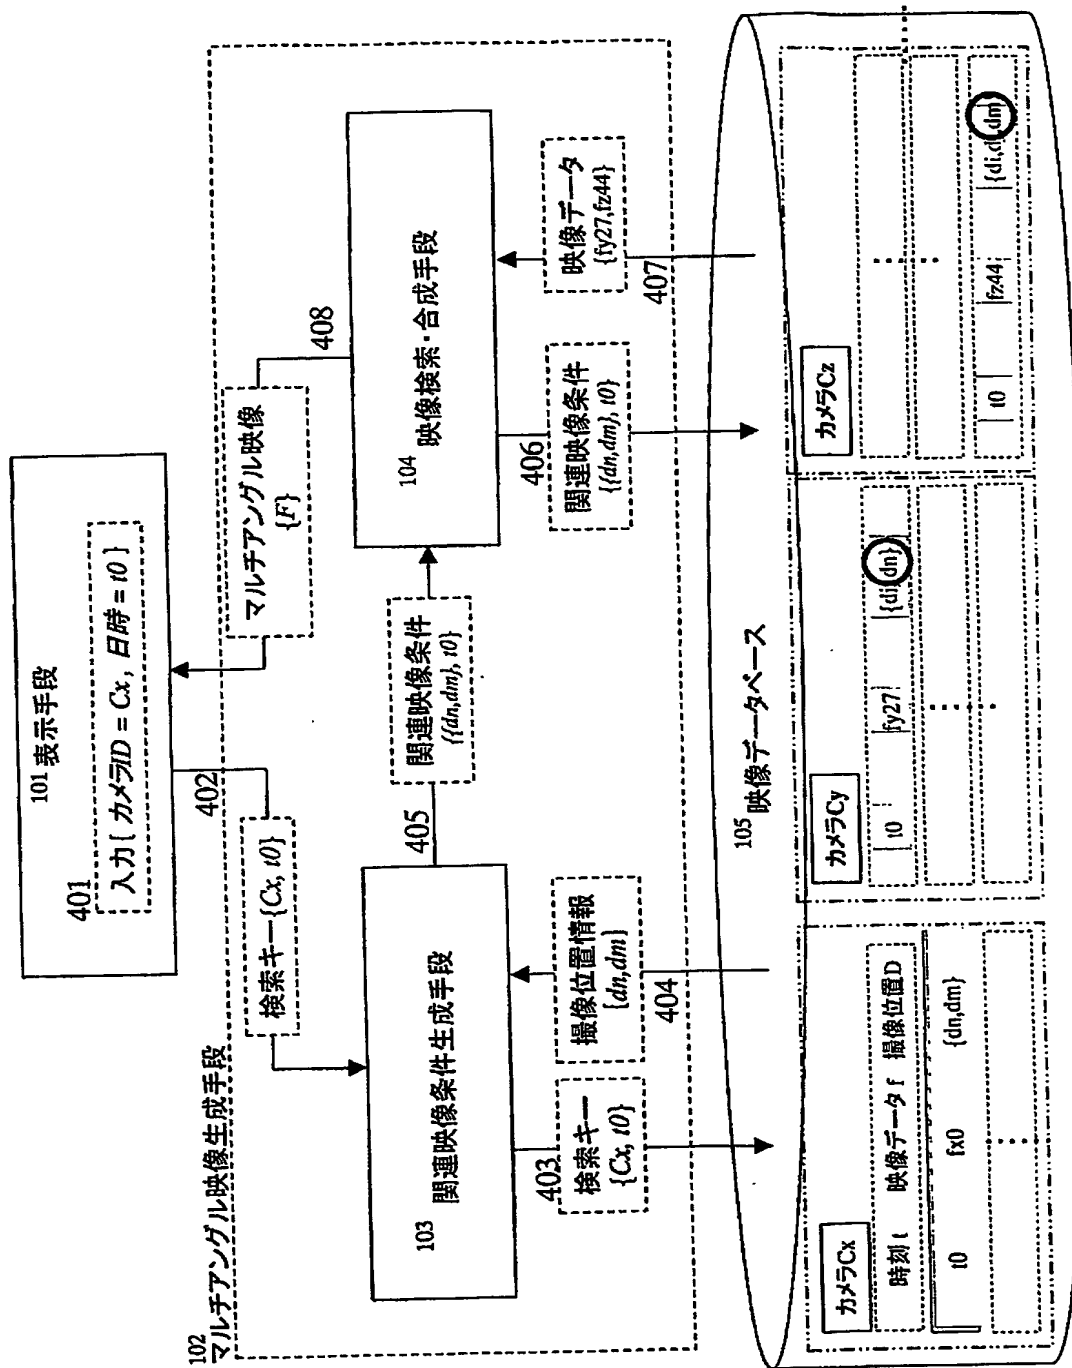 101 表示手段
401
入力{ カメラID = Cx, 日時 = t0 }
402
検索キー{Cx, t0}
マルチアングル映像
{F}
408
102
マルチアングル映像生成手段
103 関連映像条件生成手段
405
関連映像条件
{{dn,dm}, t0}
104 映像検索・合成手段
403
検索キー
{Cx, t0}
撮像位置情報
{dn,dm}
404
406
関連映像条件
{{dn,dm}, t0}
映像データ
{fy27,fz44}
407
105 映像データベース
カメラCx
時刻 t 映像データ f 撮像位置D
t0 fx0 {dn,dm}
カメラCy
t0 fy27 {di,dn}
カメラCz
t0 fz44 {di,dj,dm}